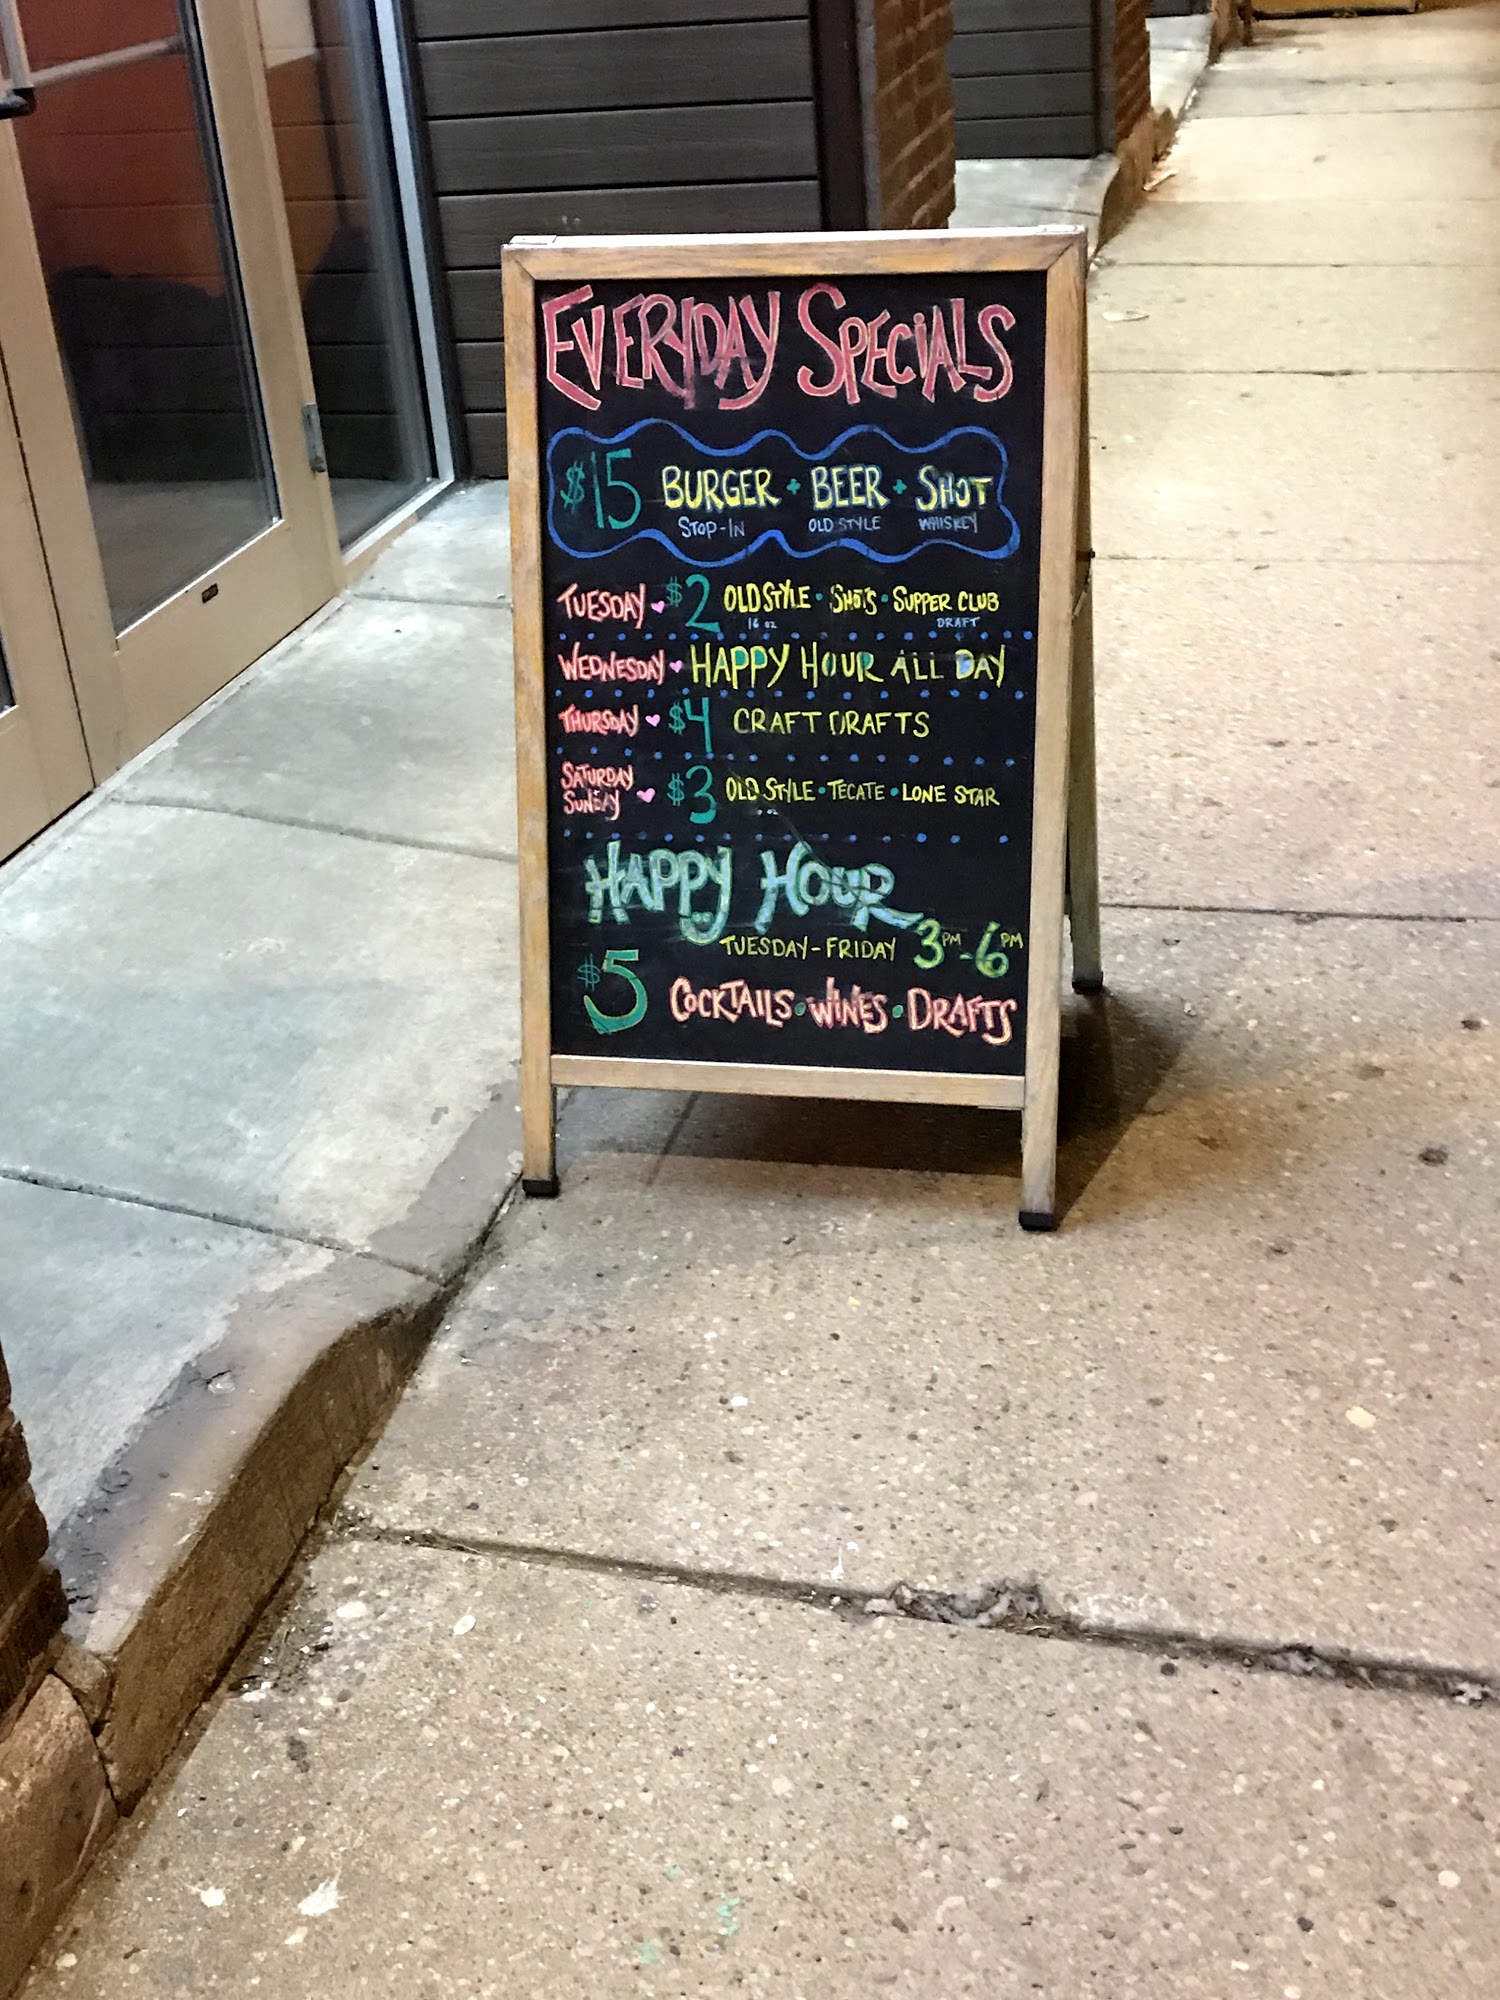 EVERYDAY SPECIALS
$15 BURGER + BEER + SHOT
STOP-IN OLD STYLE WHISKEY
TUESDAY $2 OLD STYLE • SHOTS • SUPPER CLUB
16 oz DRAFT
WEDNESDAY HAPPY HOUR ALL DAY
THURSDAY $4 CRAFT DRAFTS
SATURDAY
SUNDAY $3 OLD STYLE • TECATE • LONE STAR
oz
HAPPY HOUR
TUESDAY-FRIDAY 3PM-6PM
$5 COCKTAILS • WINES • DRAFTS